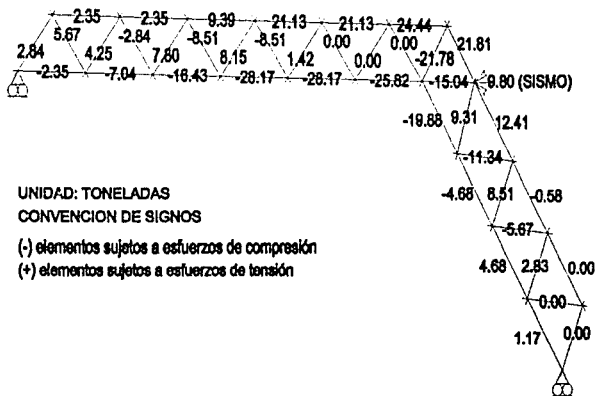 2.35 2.35 9.39 21.13 21.13 24.44
2.84 5.67 4.25 -2.84 7.80 -8.51 8.15 -8.51 1.42 0.00 0.00 0.00 -21.78 21.81
-2.35 -7.04 -16.43 -28.17 -28.17 -25.82 -15.04 9.80 (SISMO)
-19.88 9.31 12.41
-11.34
-4.68 8.51 -0.58
-5.67
4.68 2.83 0.00
0.00
1.17 0.00
UNIDAD: TONELADAS
CONVENCION DE SIGNOS
(-) elementos sujetos a esfuerzos de compresión
(+) elementos sujetos a esfuerzos de tensión